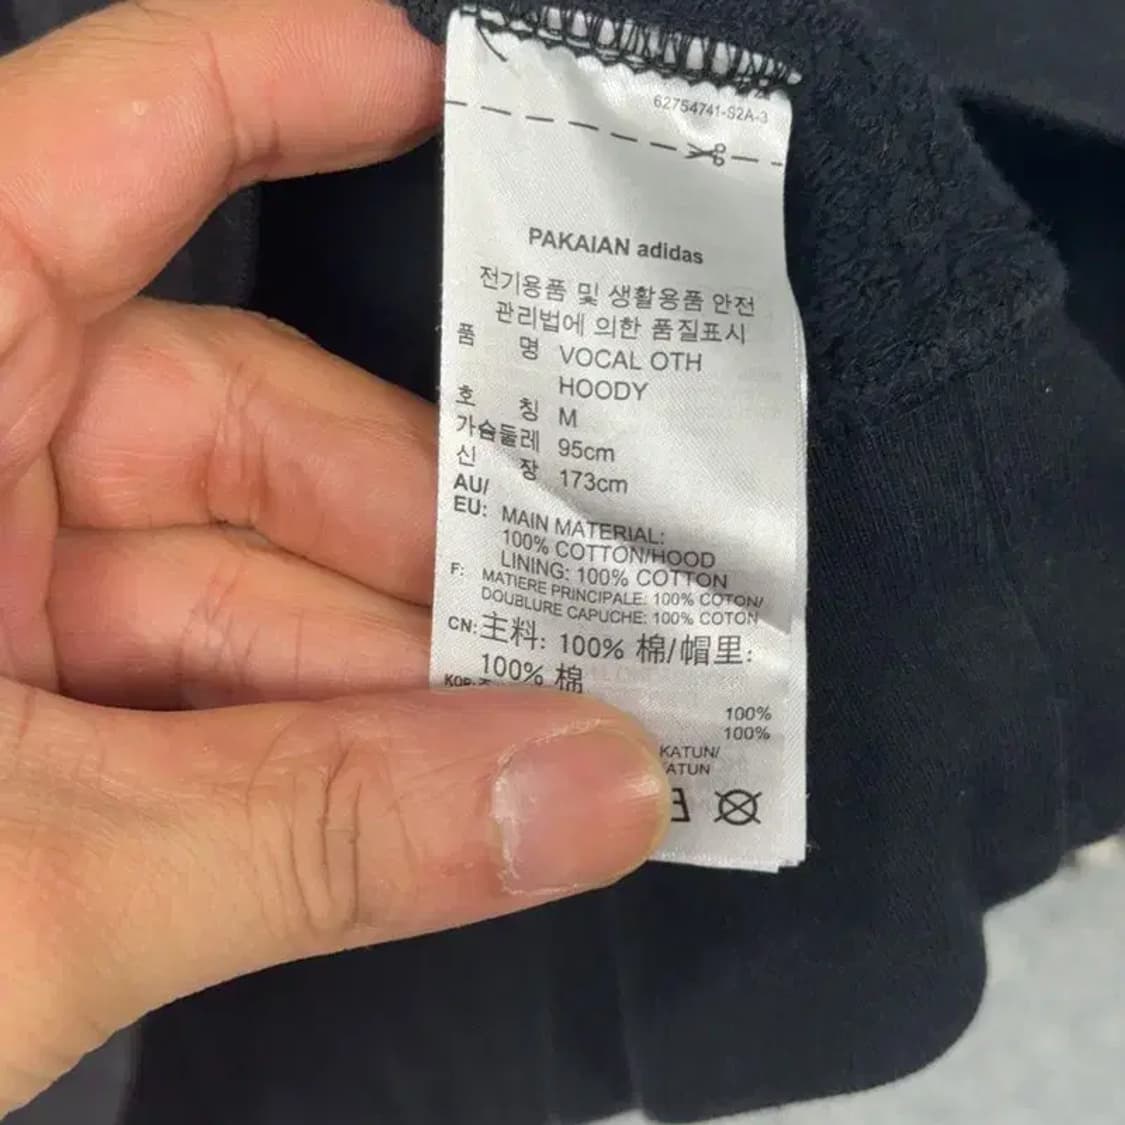 62754741-S2A-3
PAKAIAN adidas
전기용품 및 생활용품 안전
관리법에 의한 품질표시
품 명 VOCAL OTH
HOODY
호 칭 M
가슴둘레 95cm
신 장 173cm
AU/
EU: MAIN MATERIAL:
100% COTTON/HOOD
LINING: 100% COTTON
F: MATIERE PRINCIPALE: 100% COTON/
DOUBLURE CAPUCHE: 100% COTON
CN: 主料: 100% 棉/帽里:
100% 棉
KOR:
100%
100%
KATUN/